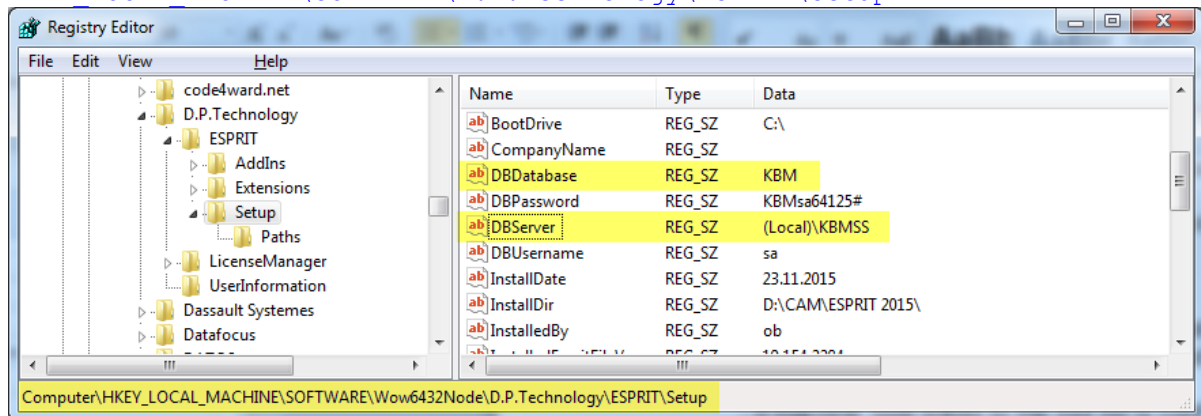 Registry Editor
File Edit View Help
code4ward.net
D.P.Technology
ESPRIT
AddIns
Extensions
Setup
Paths
LicenseManager
UserInformation
Dassault Systemes
Datafocus
Name Type Data
BootDrive REG_SZ C:\
CompanyName REG_SZ
DBDatabase REG_SZ KBM
DBPassword REG_SZ KBMsa64125#
DBServer REG_SZ (Local)\KBMSS
DBUsername REG_SZ sa
InstallDate REG_SZ 23.11.2015
InstallDir REG_SZ D:\CAM\ESPRIT 2015\
InstalledBy REG_SZ ob
Computer\HKEY_LOCAL_MACHINE\SOFTWARE\Wow6432Node\D.P.Technology\ESPRIT\Setup